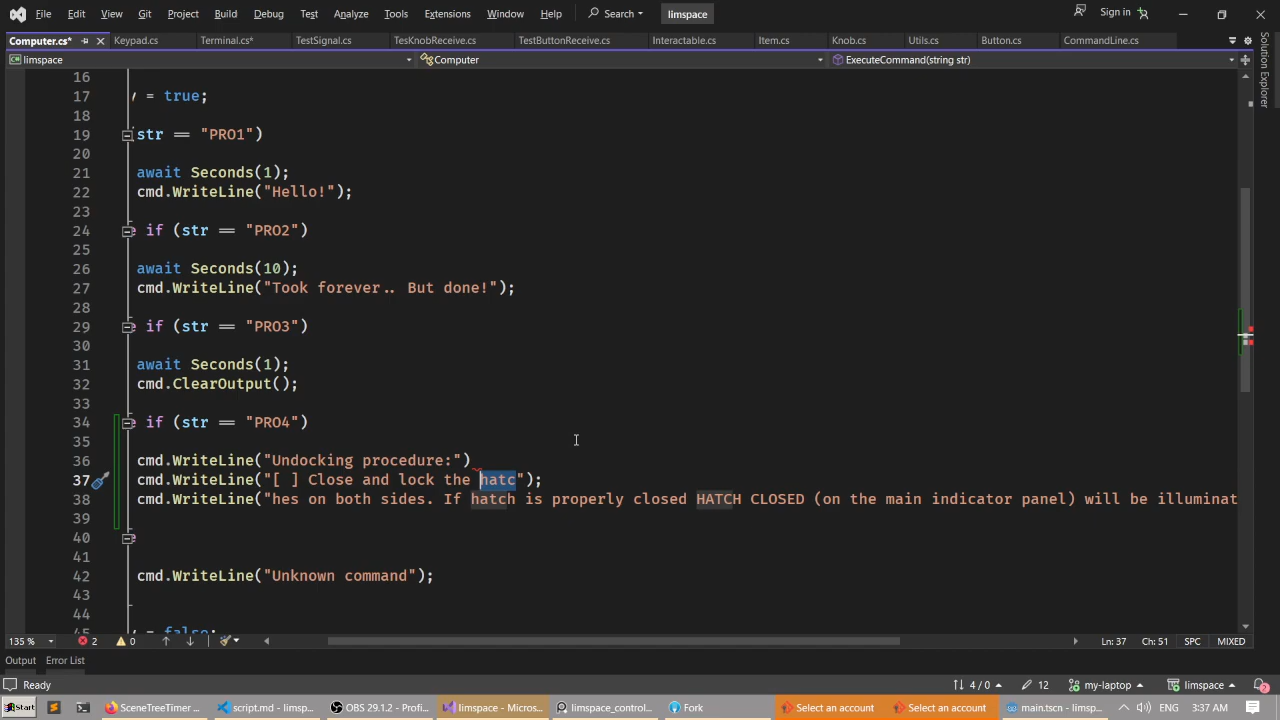 File Edit View Git Project Build Debug Test Analyze Tools Extensions Window Help Search limspace Sign in
Computer.cs* Keypad.cs Terminal.cs* TestSignal.cs TesKnobReceive.cs TestButtonReceive.cs Interactable.cs Item.cs Knob.cs Utils.cs Button.cs CommandLine.cs
limspace Computer ExecuteCommand(string str)
16
17 y = true;
18
19 str == "PRO1")
20
21 await Seconds(1);
22 cmd.WriteLine("Hello!");
23
24 e if (str == "PRO2")
25
26 await Seconds(10);
27 cmd.WriteLine("Took forever.. But done!");
28
29 e if (str == "PRO3")
30
31 await Seconds(1);
32 cmd.ClearOutput();
33
34 e if (str == "PRO4")
35
36 cmd.WriteLine("Undocking procedure:")
37 cmd.WriteLine("[ ] Close and lock the hatc");
38 cmd.WriteLine("hes on both sides. If hatch is properly closed HATCH CLOSED (on the main indicator panel) will be illuminat
39
40 e
41
42 cmd.WriteLine("Unknown command");
43
44
45 y = false;
135 % 2 0 Ln: 37 Ch: 51 SPC MIXED
Output Error List
Ready 4 / 0 12 my-laptop limspace 2
Start SceneTreeTimer ... script.md - limsp... OBS 29.1.2 - Profi... limspace - Micros... limspace_control... Fork Select an account Select an account main.tscn - limsp... ENG 3:37 AM
Solution Explorer